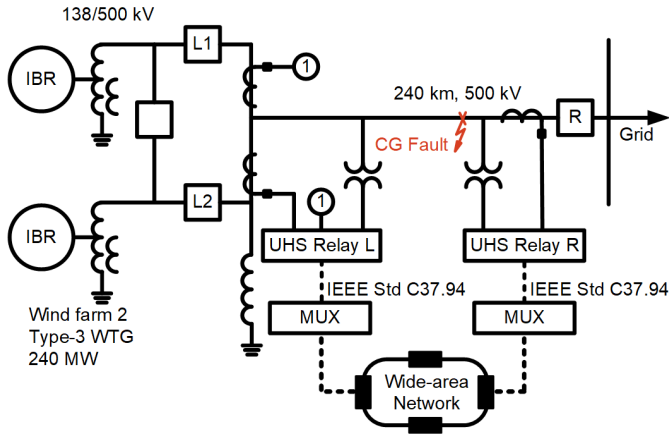 138/500 kV
IBR
L1
1
240 km, 500 kV
R
Grid
CG Fault
IBR
L2
1
UHS Relay L
UHS Relay R
IEEE Std C37.94
IEEE Std C37.94
Wind farm 2
Type-3 WTG
240 MW
MUX
MUX
Wide-area
Network